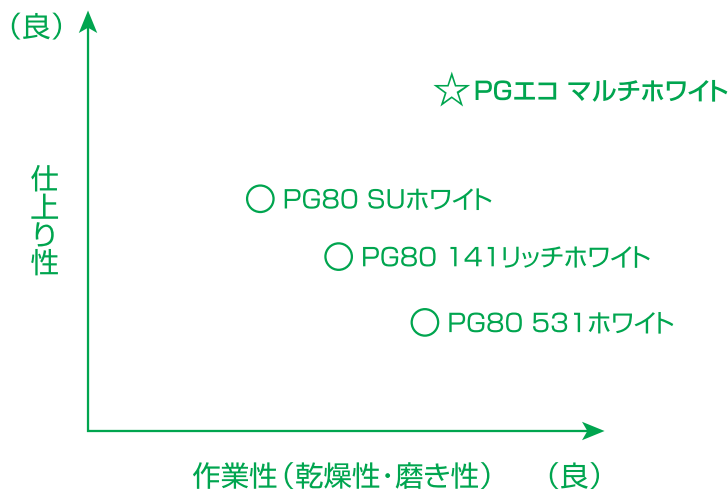 （良）
PGエコ マルチホワイト
仕上り性
PG80 SUホワイト
PG80 141リッチホワイト
PG80 531ホワイト
作業性（乾燥性・磨き性）
（良）